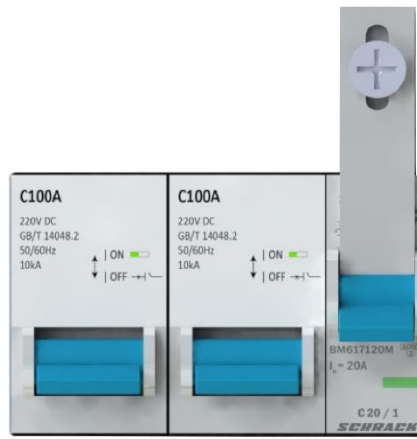 C100A
220V DC
GB/T 14048.2
50/60Hz
10kA
| ON
| OFF
C100A
220V DC
GB/T 14048.2
50/60Hz
10kA
| ON
| OFF
BM617120M
In = 20A
C20/1
SCHRACK